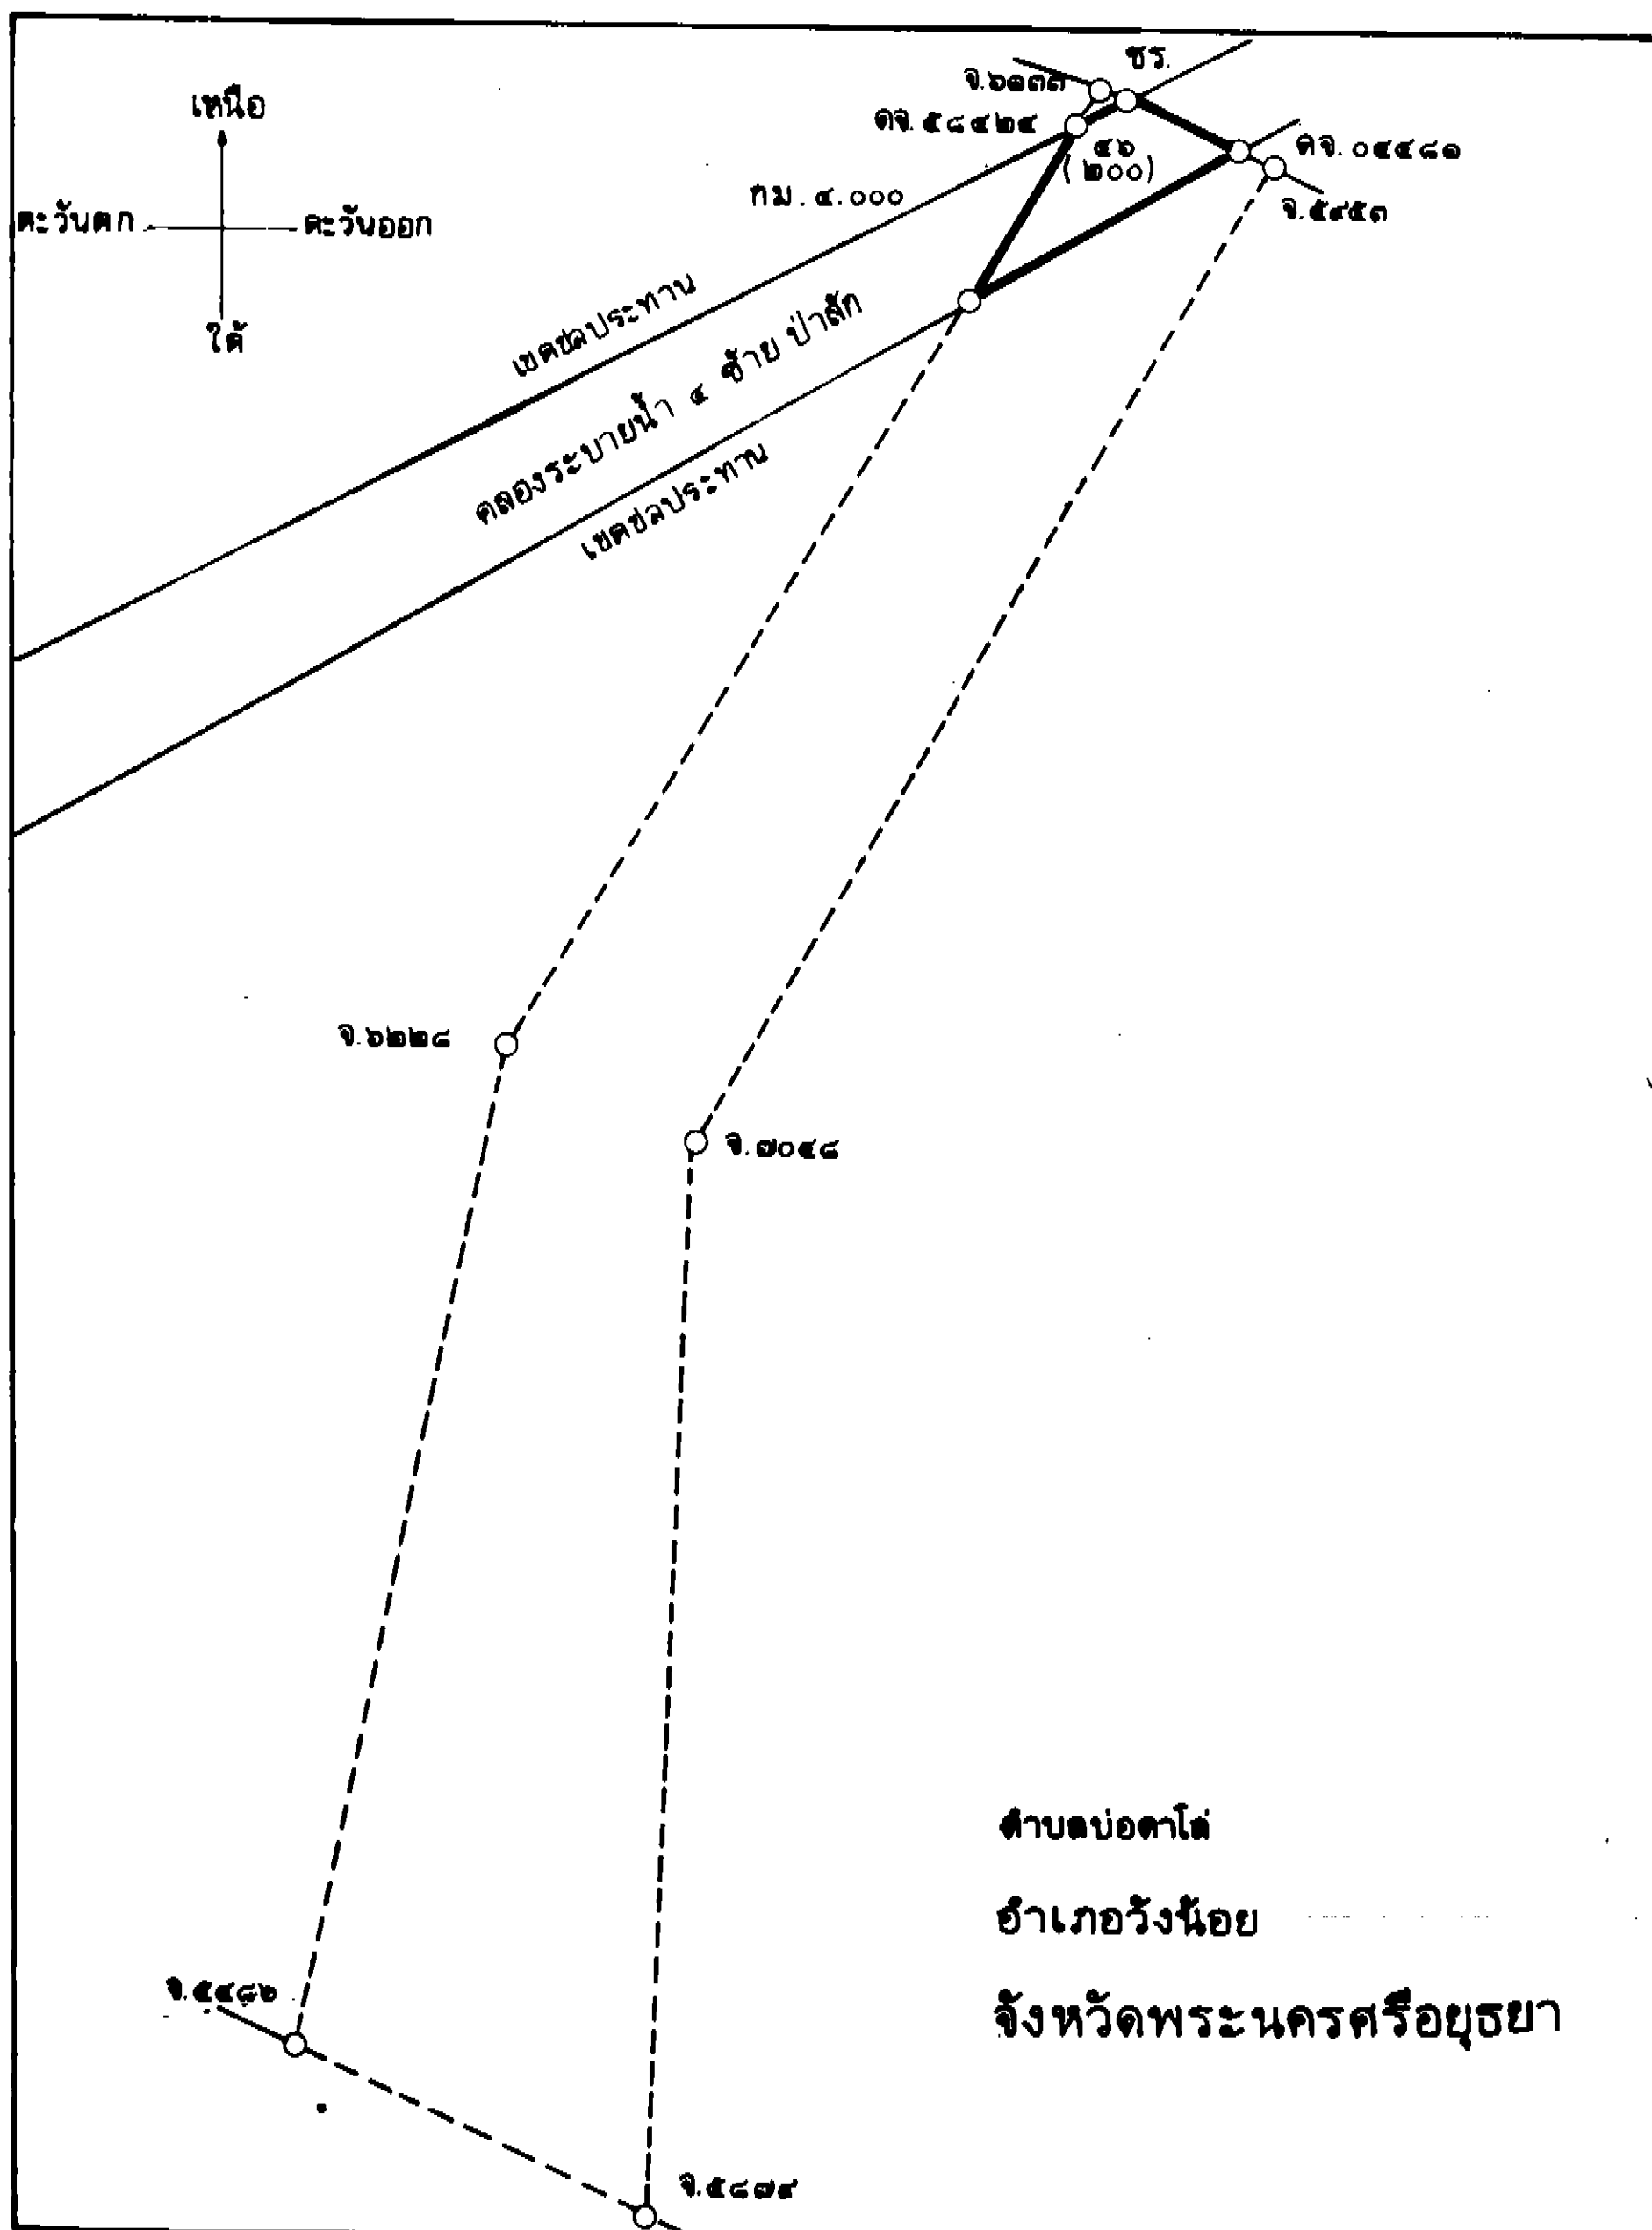 ชร.
จ.๖๑๓๓
เหนือ
ดจ. ๕๘๔๒๔
๔๖
(๒๐๐)
ดจ. ๐๔๔๘๑
กม. ๔.๐๐๐
จ.๕๙๕๓
ตะวันตก
ตะวันออก
ใต้
เขตชลประทาน
คลองระบายน้ำ ๔ ซ้าย ป่าสัก
เขตชลประทาน
จ.๖๒๒๘
จ.๗๐๔๘
ตำบลบ่อตาโล่
อำเภอวังน้อย
จ.๕๔๘๖
จังหวัดพระนครศรีอยุธยา
จ.๕๘๗๙